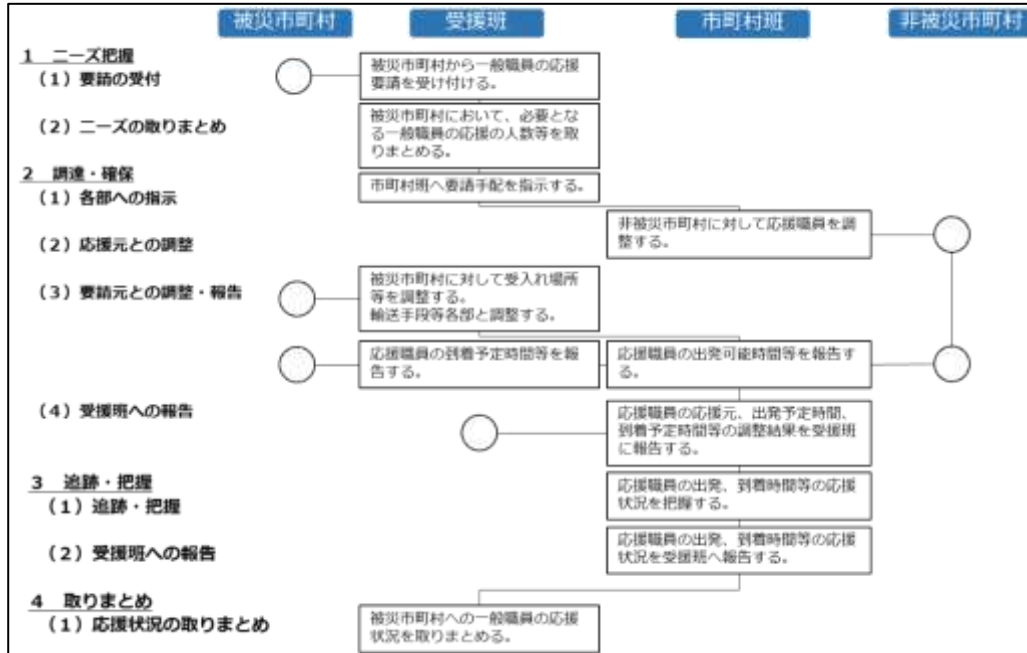 被災市町村
受援班
市町村班
非被災市町村
1 ニーズ把握
(1)要請の受付
被災市町村から一般職員の応援
要請を受け付ける。
(2)ニーズの取りまとめ
被災市町村において、必要とな
る一般職員の応援の人数等を取
りまとめる。
2 調達・確保
市町村班へ要請手配を指示する。
(1)各部への指示
非被災市町村に対して応援職員を調
整する。
(2)応援元との調整
(3)要請元との調整・報告
被災市町村に対して受入れ場所
等を調整する。
輸送手段等各部と調整する。
応援職員の到着予定時間等を報
告する。
応援職員の出発可能時間等を報告す
る。
(4)受援班への報告
応援職員の応援元、出発予定時間、
到着予定時間等の調整結果を受援班
に報告する。
3 追跡・把握
(1)追跡・把握
応援職員の出発、到着時間等の応援
状況を把握する。
(2)受援班への報告
応援職員の出発、到着時間等の応援
状況を受援班へ報告する。
4 取りまとめ
(1)応援状況の取りまとめ
被災市町村への一般職員の応援
状況を取りまとめる。